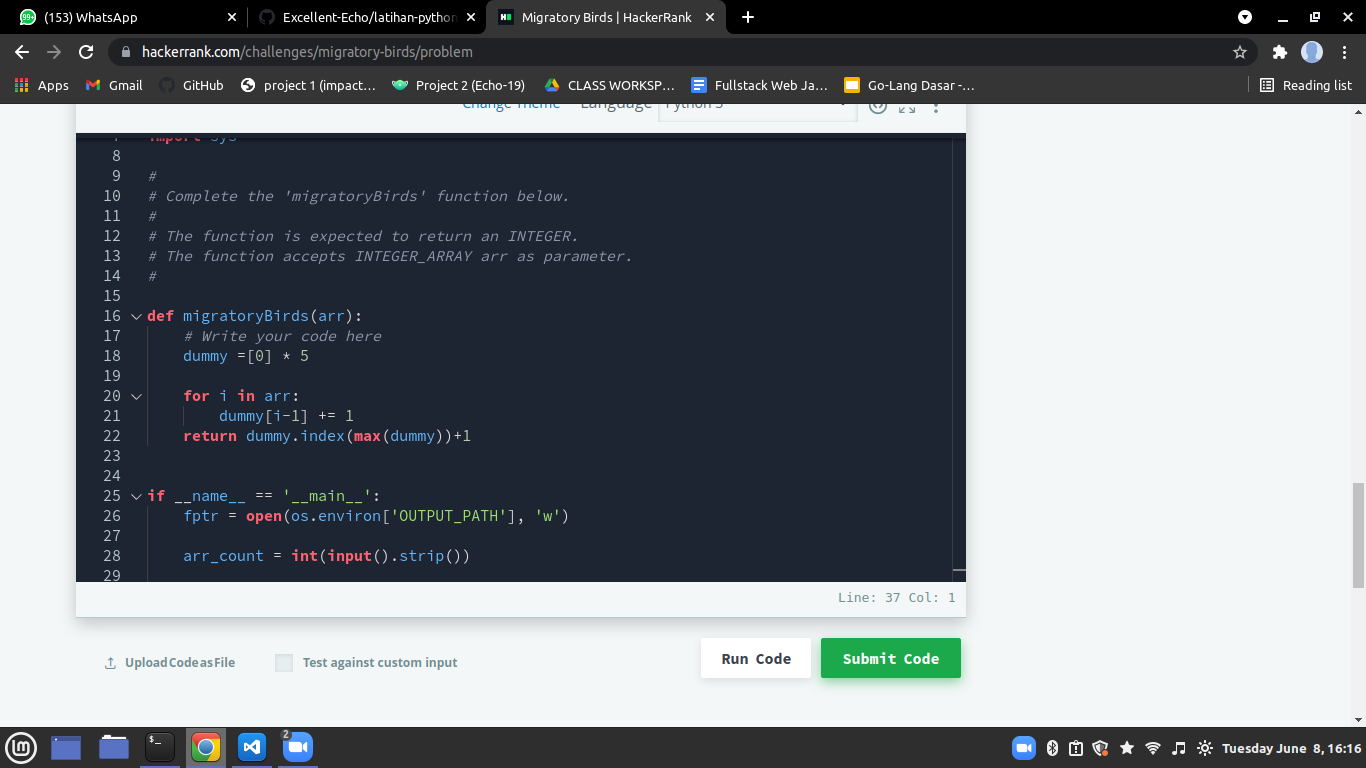 (153) WhatsApp
Excellent-Echo/latihan-python
Migratory Birds | HackerRank
hackerrank.com/challenges/migratory-birds/problem
Apps
Gmail
GitHub
project 1 (impact...
Project 2 (Echo-19)
CLASS WORKSP...
Fullstack Web Ja...
Go-Lang Dasar -...
Reading list
Change Theme Language Python 3
7 import sys
8
9 #
10 # Complete the 'migratoryBirds' function below.
11 #
12 # The function is expected to return an INTEGER.
13 # The function accepts INTEGER_ARRAY arr as parameter.
14 #
15
16 def migratoryBirds(arr):
17 # Write your code here
18 dummy =[0] * 5
19
20 for i in arr:
21 dummy[i-1] += 1
22 return dummy.index(max(dummy))+1
23
24
25 if __name__ == '__main__':
26 fptr = open(os.environ['OUTPUT_PATH'], 'w')
27
28 arr_count = int(input().strip())
29
Line: 37 Col: 1
Upload Code as File
Test against custom input
Run Code
Submit Code
2
Tuesday June 8, 16:16